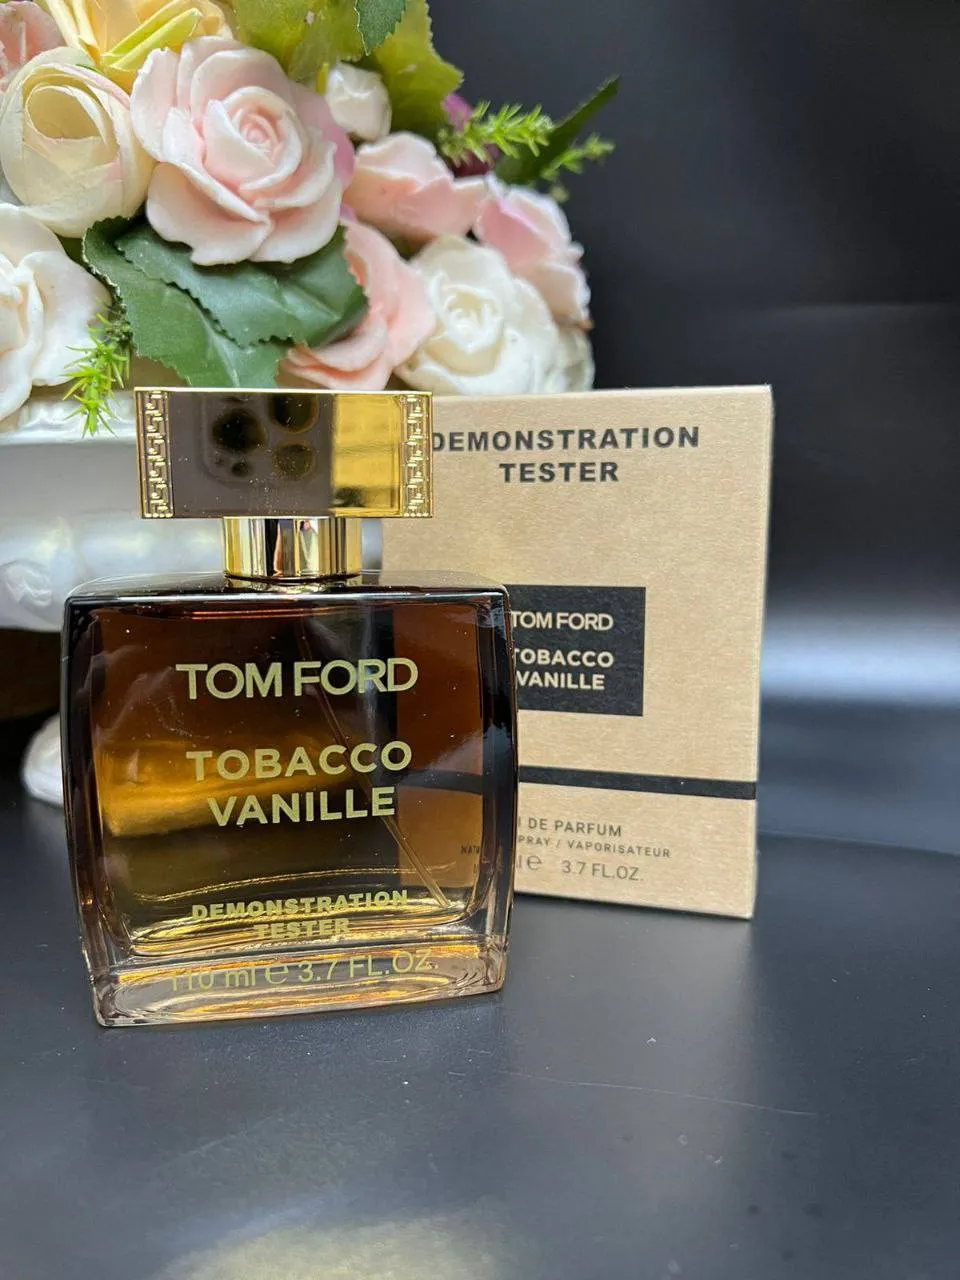 DEMONSTRATION
TESTER
TOM FORD
TOBACCO
VANILLE
DE PARFUM
SPRAY / VAPORISATEUR
3.7 FL.OZ.
TOM FORD
TOBACCO
VANILLE
DEMONSTRATION
TESTER
110 ml e 3.7 FL.OZ.